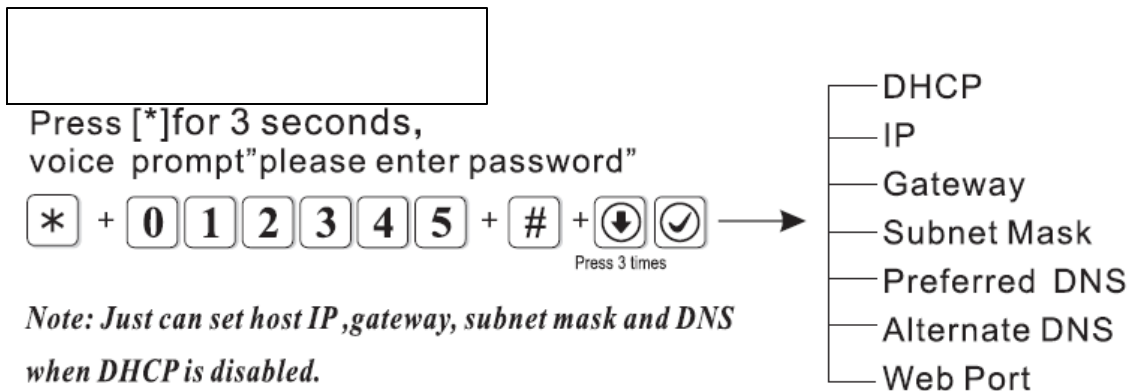 Press [*]for 3 seconds,
voice prompt”please enter password”
* + 0 1 2 3 4 5 + # +
Press 3 times
Note: Just can set host IP ,gateway, subnet mask and DNS
when DHCP is disabled.
DHCP
IP
Gateway
Subnet Mask
Preferred DNS
Alternate DNS
Web Port